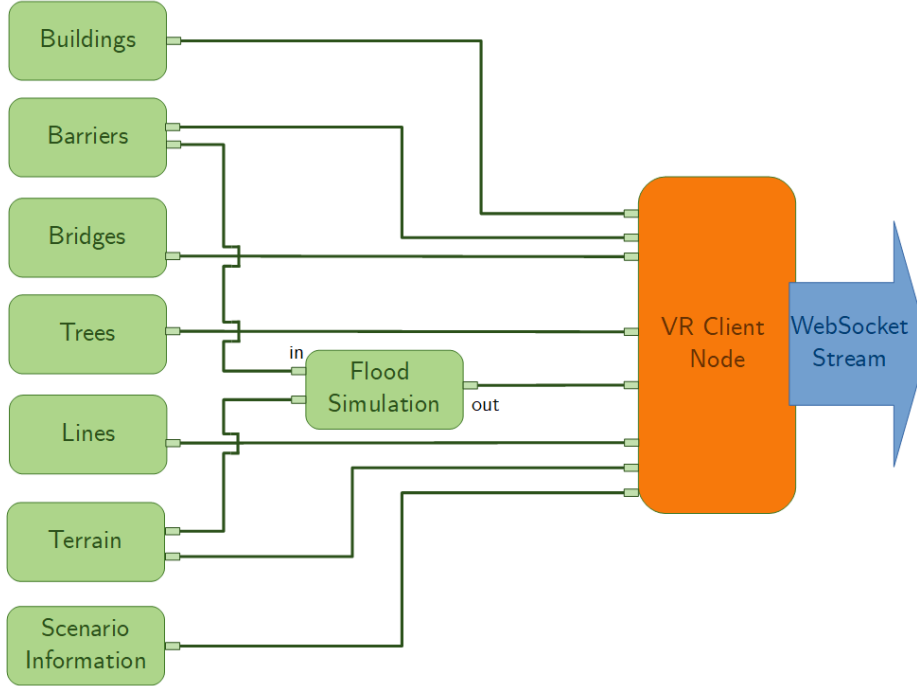 Buildings
Barriers
Bridges
Trees
in
Flood
Simulation
out
VR Client
Node
WebSocket
Stream
Lines
Terrain
Scenario
Information